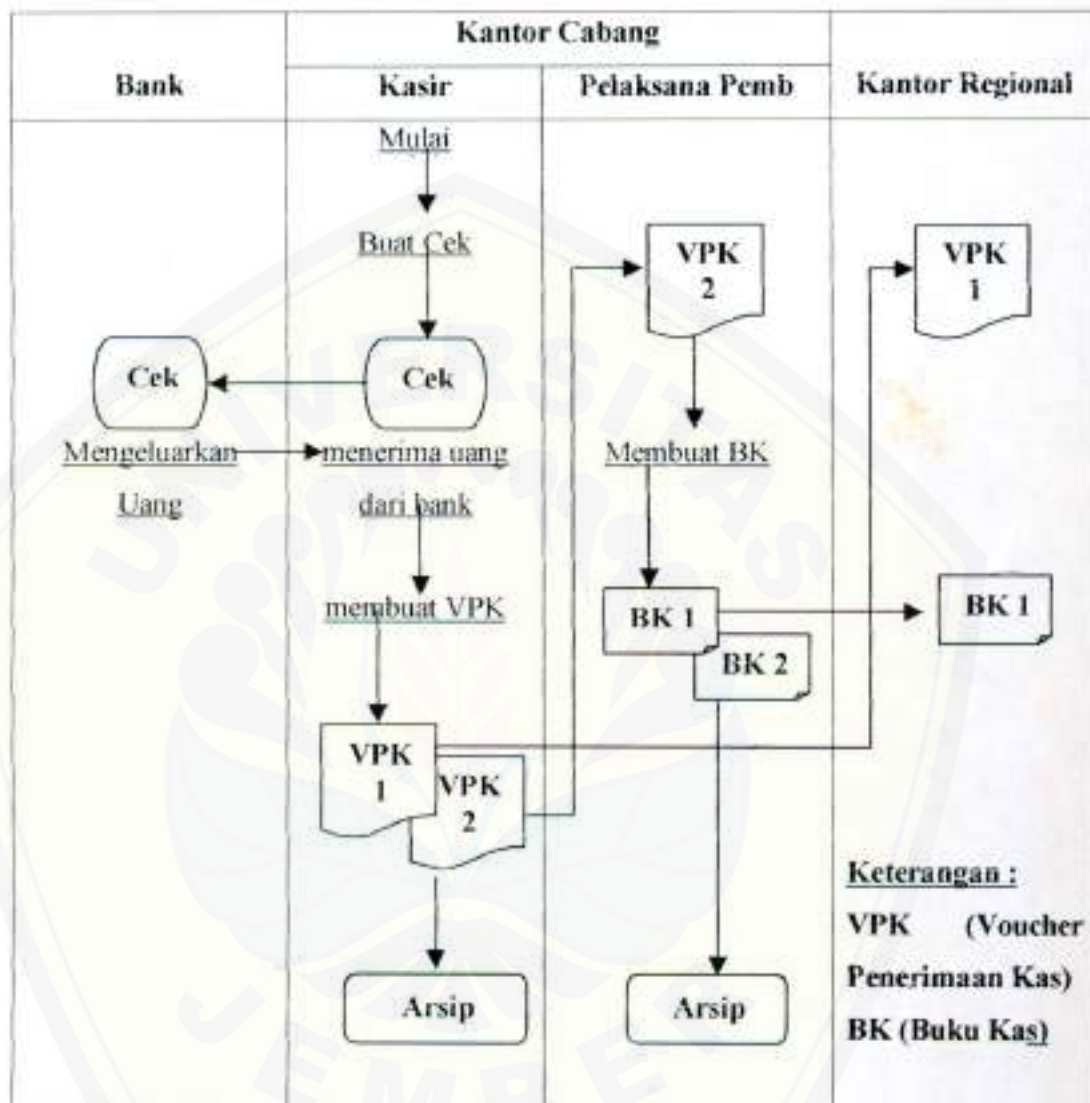 Kantor Cabang
Bank
Kasir
Pelaksana Pemb
Kantor Regional
Mulai
Buat Cek
VPK
2
VPK
1
Cek
Cek
Mengeluarkan
Uang
menerima uang
dari bank
Membuat BK
membuat VPK
BK 1
BK 2
BK 1
VPK
1
VPK
2
Arsip
Arsip
Keterangan :
VPK (Voucher
Penerimaan Kas)
BK (Buku Kas)
UNIVERSITAS
JEMBER